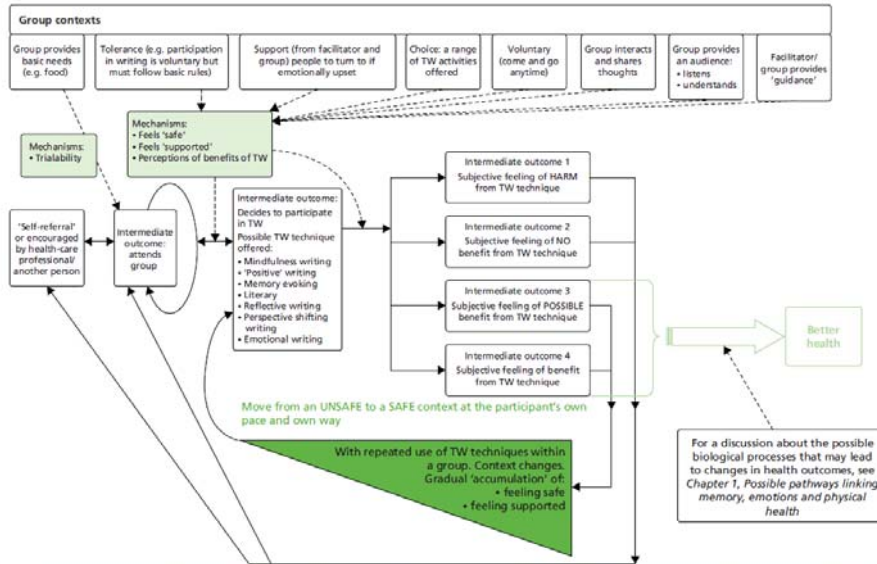 Group contexts
Group provides
basic needs
(e.g. food)
Tolerance (e.g. participation
in writing is voluntary but
must follow basic rules)
Support (from facilitator and
group) people to turn to if
emotionally upset
Choice: a range
of TW activities
offered
Voluntary
(come and go
anytime)
Group interacts
and shares
thoughts
Group provides
an audience:
• listens
• understands
Facilitator/
group provides
'guidance'
Mechanisms:
• Trialability
Mechanisms:
• Feels 'safe'
• Feels 'supported'
• Perceptions of benefits of TW
'Self-referral'
or encouraged
by health-care
professional/
another person
Intermediate
outcome:
attends
group
Intermediate outcome:
Decides to participate
in TW
Possible TW technique
offered:
• Mindfulness writing
• 'Positive' writing
• Memory evoking
• Literary
• Reflective writing
• Perspective shifting
writing
• Emotional writing
Intermediate outcome 1
Subjective feeling of HARM
from TW technique
Intermediate outcome 2
Subjective feeling of NO
benefit from TW technique
Intermediate outcome 3
Subjective feeling of POSSIBLE
benefit from TW technique
Intermediate outcome 4
Subjective feeling of benefit
from TW technique
Better
health
Move from an UNSAFE to a SAFE context at the participant's own
pace and own way
With repeated use of TW techniques within
a group. Context changes.
Gradual 'accumulation' of:
• feeling safe
• feeling supported
For a discussion about the possible
biological processes that may lead
to changes in health outcomes, see
Chapter 1, Possible pathways linking
memory, emotions and physical
health